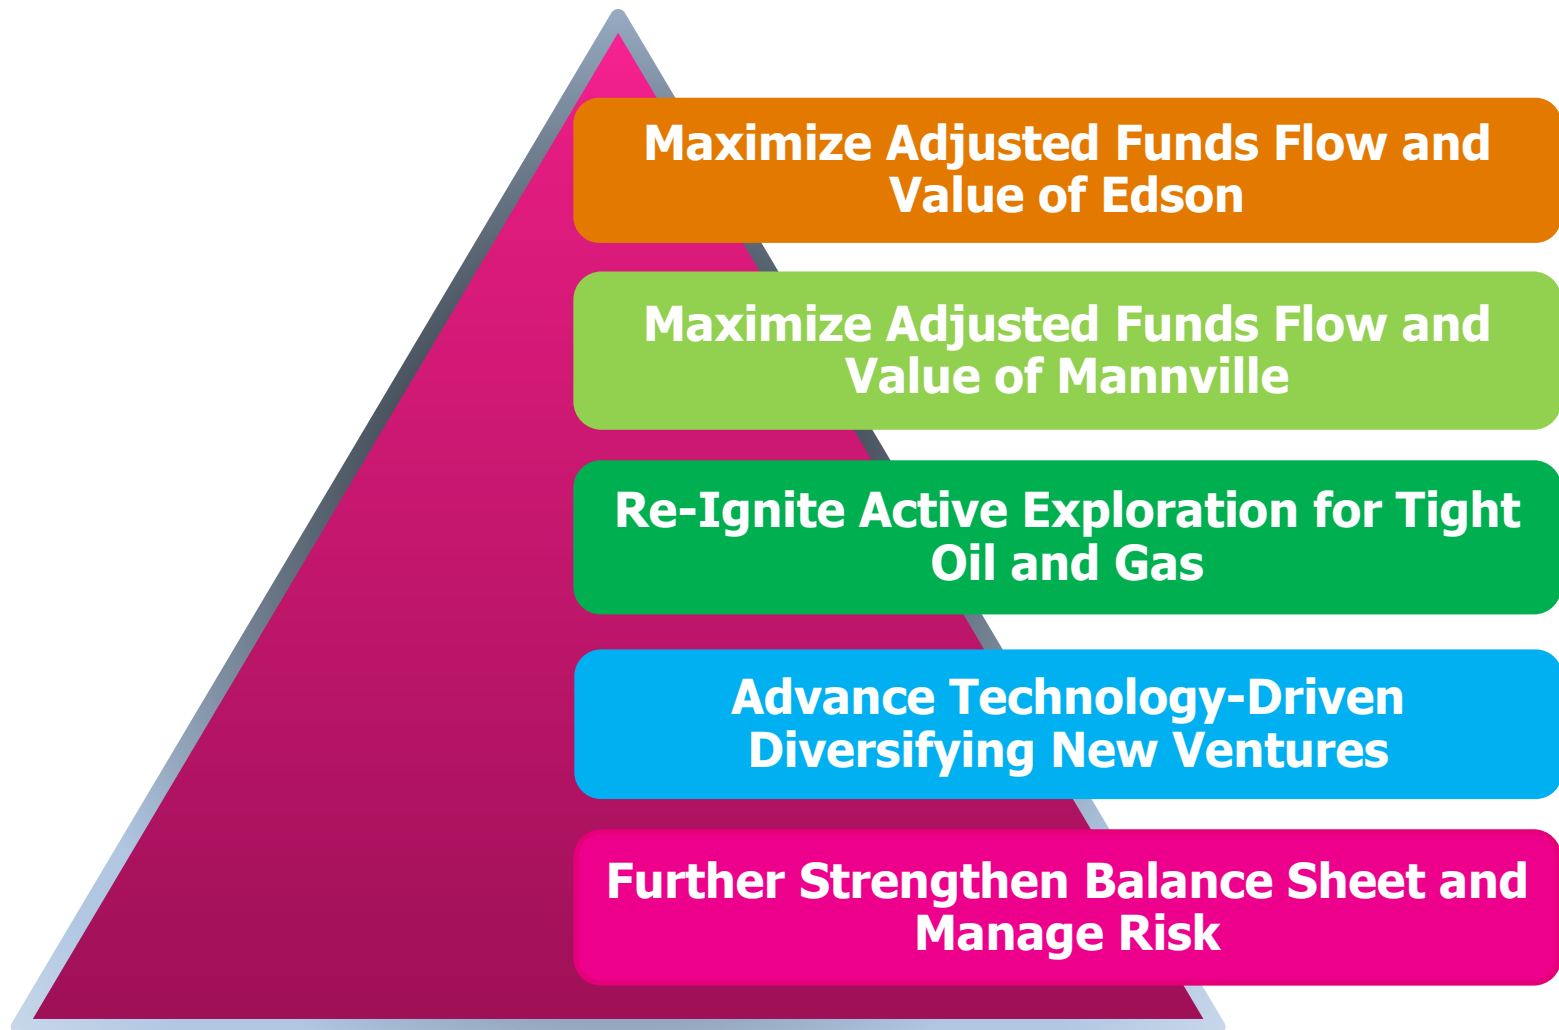 Maximize Adjusted Funds Flow and
Value of Edson
Maximize Adjusted Funds Flow and
Value of Mannville
Re-Ignite Active Exploration for Tight
Oil and Gas
Advance Technology-Driven
Diversifying New Ventures
Further Strengthen Balance Sheet and
Manage Risk